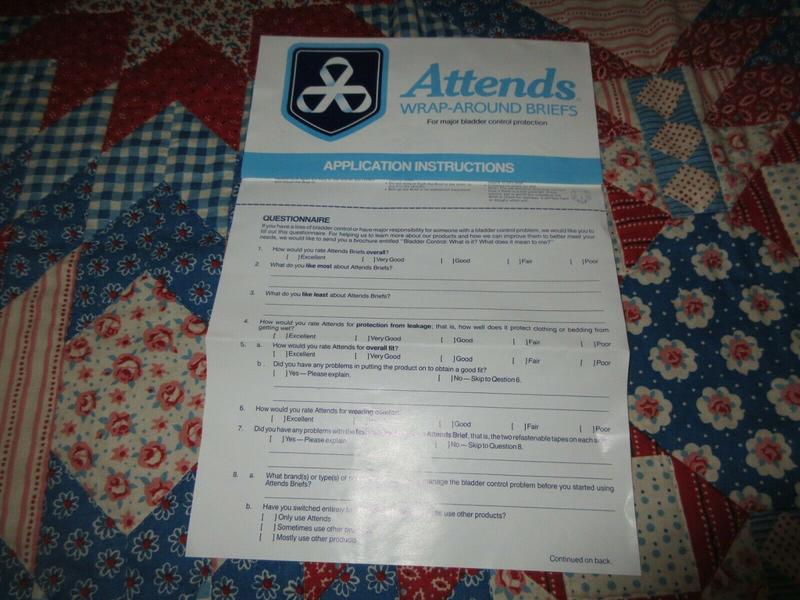 Attends
WRAP-AROUND BRIEFS
For major bladder control protection
APPLICATION INSTRUCTIONS
QUESTIONNAIRE
If you have a loss of bladder control or have major responsibility for someone with a bladder control problem, we would like you to
fill out this questionnaire. For helping us to learn more about our products and how we can improve them to better meet your
needs, we would like to send you a brochure entitled "Bladder Control: What is it? What does it mean to me?"
1. How would you rate Attends Briefs overall?
[ ] Excellent [ ] Very Good [ ] Good [ ] Fair [ ] Poor
2. What do you like most about Attends Briefs?
3. What do you like least about Attends Briefs?
4. How would you rate Attends for protection from leakage; that is, how well does it protect clothing or bedding from
getting wet?
[ ] Excellent [ ] Very Good [ ] Good [ ] Fair [ ] Poor
5. a. How would you rate Attends for overall fit?
[ ] Excellent [ ] Very Good [ ] Good [ ] Fair [ ] Poor
b. Did you have any problems in putting the product on to obtain a good fit?
[ ] Yes — Please explain. [ ] No — Skip to Question 6.
6. How would you rate Attends for wearing comfort
[ ] Excellent [ ] Good [ ] Fair [ ] Poor
7. Did you have any problems with the Attends Brief, that is, the two refastenable tapes on each
[ ] Yes — Please explain [ ] No — Skip to Question 8.
8. a. What brand(s) or type(s) of manage the bladder control problem before you started using
Attends Briefs?
b. Have you switched entirely use other products?
[ ] Only use Attends
[ ] Sometimes use other
[ ] Mostly use other products
Continued on back.